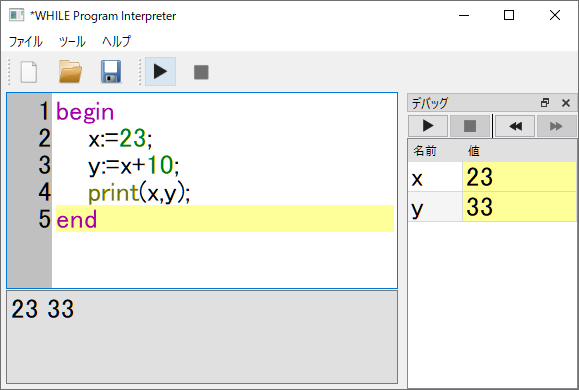 *WHILE Program Interpreter
ファイル ツール ヘルプ
デバッグ
1 begin
2 x:=23;
3 y:=x+10;
4 print(x,y);
5 end
名前 値
x 23
y 33
23 33